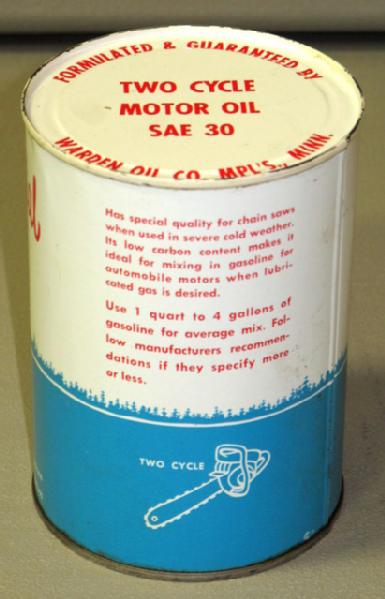 FORMULATED & GUARANTEED BY
TWO CYCLE
MOTOR OIL
SAE 30
WARDEN OIL CO. MPL'S., MINN.
Has special quality for chain saws
when used in severe cold weather.
Its low carbon content makes it
ideal for mixing in gasoline for
automobile motors when lubri-
cated gas is desired.
Use 1 quart to 4 gallons of
gasoline for average mix. Fol-
low manufacturers recommen-
dations if they specify more
or less.
TWO CYCLE